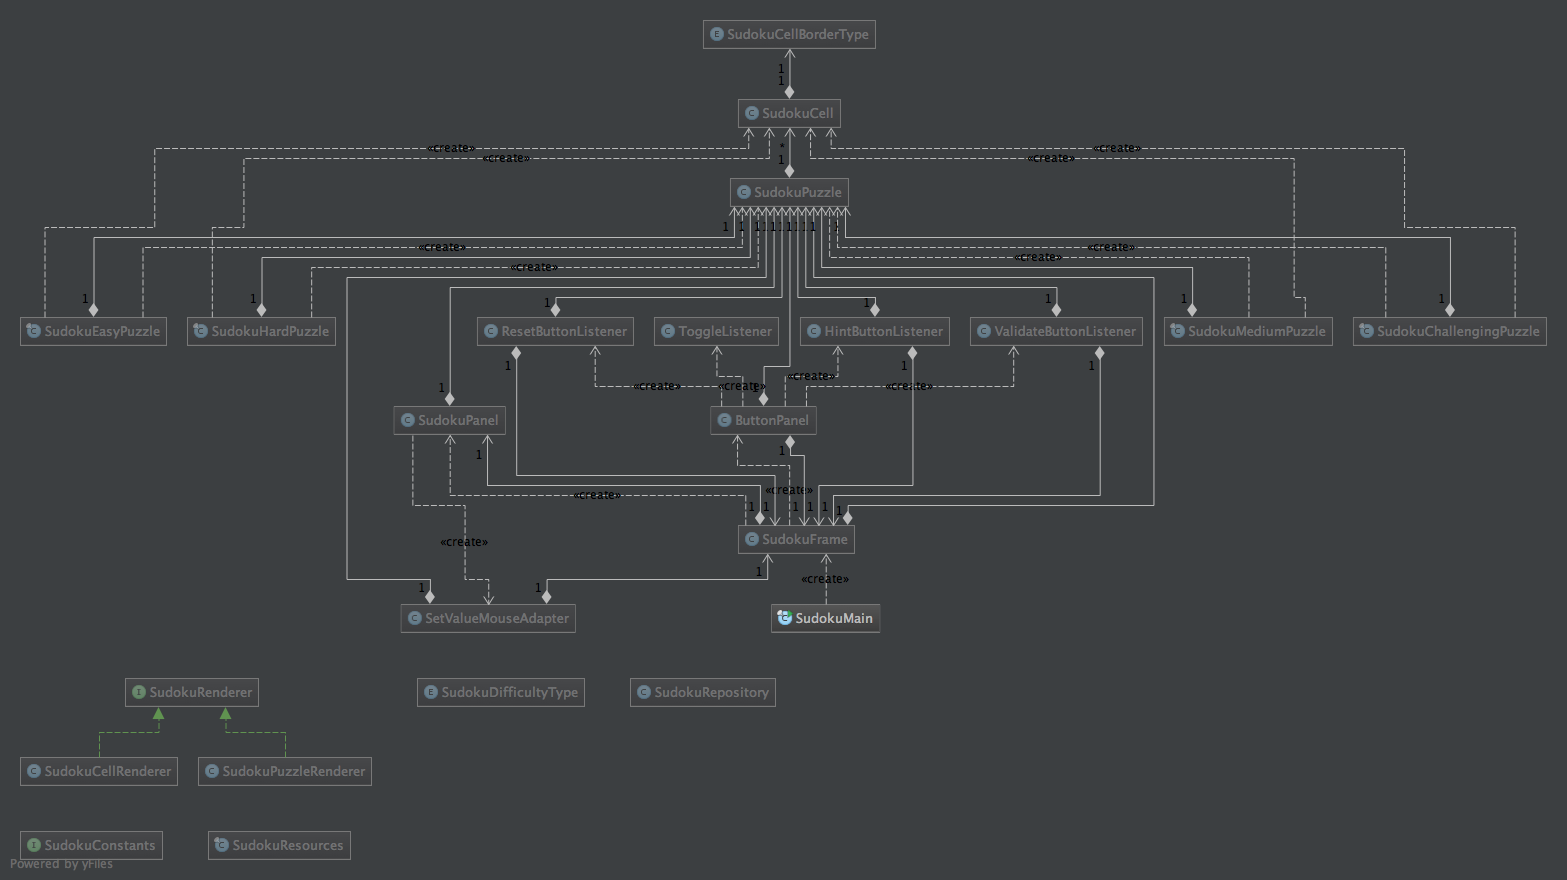 E SudokuCellBorderType
1
1
C SudokuCell
«create»
*
«create»
«create»
«create»
1
C SudokuPuzzle
1 1 1 1 1 1 1 1 1 1
«create»
«create»
«create»
«create»
1
1
1
1
1
1
1
C SudokuEasyPuzzle
C SudokuHardPuzzle
C ResetButtonListener
C ToggleListener
C HintButtonListener
C ValidateButtonListener
C SudokuMediumPuzzle
C SudokuChallengingPuzzle
1
1
1
«create»
«create»
«create»
«create»
1
1
C SudokuPanel
C ButtonPanel
1
1
«create»
«create»
1 1 1 1 1 1 1
C SudokuFrame
«create»
1
«create»
1
1
C SetValueMouseAdapter
C SudokuMain
I SudokuRenderer
E SudokuDifficultyType
C SudokuRepository
C SudokuCellRenderer
C SudokuPuzzleRenderer
I SudokuConstants
C SudokuResources
Powered by yFiles